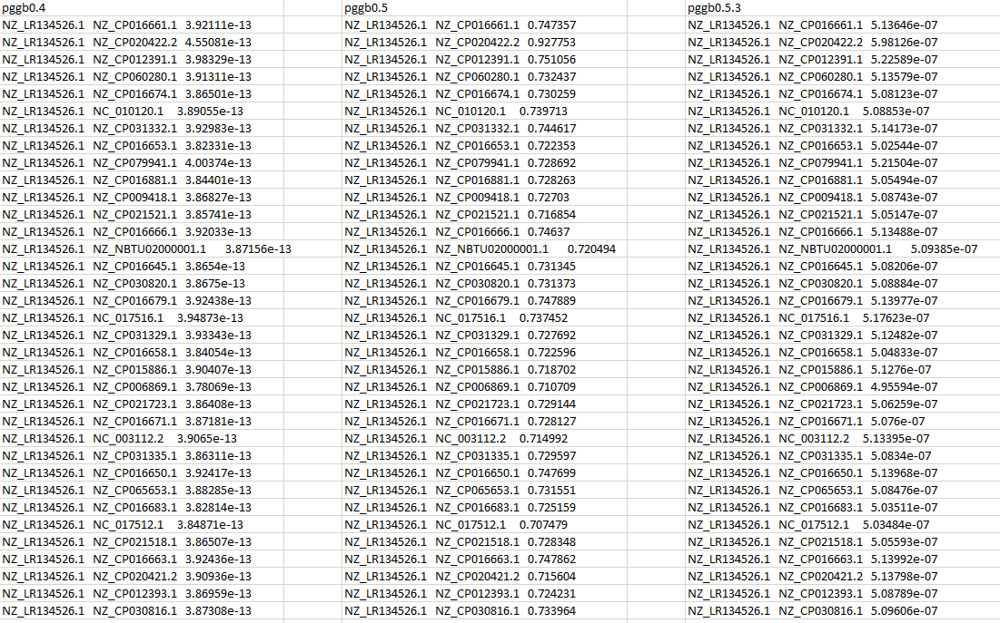 pggb0.4 pggb0.5 pggb0.5.3
NZ_LR134526.1 NZ_CP016661.1 3.92111e-13 NZ_LR134526.1 NZ_CP016661.1 0.747357 NZ_LR134526.1 NZ_CP016661.1 5.13646e-07
NZ_LR134526.1 NZ_CP020422.2 4.55081e-13 NZ_LR134526.1 NZ_CP020422.2 0.927753 NZ_LR134526.1 NZ_CP020422.2 5.98126e-07
NZ_LR134526.1 NZ_CP012391.1 3.98329e-13 NZ_LR134526.1 NZ_CP012391.1 0.751056 NZ_LR134526.1 NZ_CP012391.1 5.22589e-07
NZ_LR134526.1 NZ_CP060280.1 3.91311e-13 NZ_LR134526.1 NZ_CP060280.1 0.732437 NZ_LR134526.1 NZ_CP060280.1 5.13579e-07
NZ_LR134526.1 NZ_CP016674.1 3.86501e-13 NZ_LR134526.1 NZ_CP016674.1 0.730259 NZ_LR134526.1 NZ_CP016674.1 5.08123e-07
NZ_LR134526.1 NC_010120.1 3.89055e-13 NZ_LR134526.1 NC_010120.1 0.739713 NZ_LR134526.1 NC_010120.1 5.08853e-07
NZ_LR134526.1 NZ_CP031332.1 3.92983e-13 NZ_LR134526.1 NZ_CP031332.1 0.744617 NZ_LR134526.1 NZ_CP031332.1 5.14173e-07
NZ_LR134526.1 NZ_CP016653.1 3.82331e-13 NZ_LR134526.1 NZ_CP016653.1 0.722353 NZ_LR134526.1 NZ_CP016653.1 5.02544e-07
NZ_LR134526.1 NZ_CP079941.1 4.00374e-13 NZ_LR134526.1 NZ_CP079941.1 0.728692 NZ_LR134526.1 NZ_CP079941.1 5.21504e-07
NZ_LR134526.1 NZ_CP016881.1 3.84401e-13 NZ_LR134526.1 NZ_CP016881.1 0.728263 NZ_LR134526.1 NZ_CP016881.1 5.05494e-07
NZ_LR134526.1 NZ_CP009418.1 3.86827e-13 NZ_LR134526.1 NZ_CP009418.1 0.72703 NZ_LR134526.1 NZ_CP009418.1 5.08743e-07
NZ_LR134526.1 NZ_CP021521.1 3.85741e-13 NZ_LR134526.1 NZ_CP021521.1 0.716854 NZ_LR134526.1 NZ_CP021521.1 5.05147e-07
NZ_LR134526.1 NZ_CP016666.1 3.92033e-13 NZ_LR134526.1 NZ_CP016666.1 0.74637 NZ_LR134526.1 NZ_CP016666.1 5.13488e-07
NZ_LR134526.1 NZ_NBTU02000001.1 3.87156e-13 NZ_LR134526.1 NZ_NBTU02000001.1 0.720494 NZ_LR134526.1 NZ_NBTU02000001.1 5.09385e-07
NZ_LR134526.1 NZ_CP016645.1 3.8654e-13 NZ_LR134526.1 NZ_CP016645.1 0.731345 NZ_LR134526.1 NZ_CP016645.1 5.08206e-07
NZ_LR134526.1 NZ_CP030820.1 3.8675e-13 NZ_LR134526.1 NZ_CP030820.1 0.731373 NZ_LR134526.1 NZ_CP030820.1 5.08884e-07
NZ_LR134526.1 NZ_CP016679.1 3.92438e-13 NZ_LR134526.1 NZ_CP016679.1 0.747889 NZ_LR134526.1 NZ_CP016679.1 5.13977e-07
NZ_LR134526.1 NC_017516.1 3.94873e-13 NZ_LR134526.1 NC_017516.1 0.737452 NZ_LR134526.1 NC_017516.1 5.17623e-07
NZ_LR134526.1 NZ_CP031329.1 3.93343e-13 NZ_LR134526.1 NZ_CP031329.1 0.727692 NZ_LR134526.1 NZ_CP031329.1 5.12482e-07
NZ_LR134526.1 NZ_CP016658.1 3.84054e-13 NZ_LR134526.1 NZ_CP016658.1 0.722596 NZ_LR134526.1 NZ_CP016658.1 5.04833e-07
NZ_LR134526.1 NZ_CP015886.1 3.90407e-13 NZ_LR134526.1 NZ_CP015886.1 0.718702 NZ_LR134526.1 NZ_CP015886.1 5.1276e-07
NZ_LR134526.1 NZ_CP006869.1 3.78069e-13 NZ_LR134526.1 NZ_CP006869.1 0.710709 NZ_LR134526.1 NZ_CP006869.1 4.95594e-07
NZ_LR134526.1 NZ_CP021723.1 3.86408e-13 NZ_LR134526.1 NZ_CP021723.1 0.729144 NZ_LR134526.1 NZ_CP021723.1 5.06259e-07
NZ_LR134526.1 NZ_CP016671.1 3.87181e-13 NZ_LR134526.1 NZ_CP016671.1 0.728127 NZ_LR134526.1 NZ_CP016671.1 5.076e-07
NZ_LR134526.1 NC_003112.2 3.9065e-13 NZ_LR134526.1 NC_003112.2 0.714992 NZ_LR134526.1 NC_003112.2 5.13395e-07
NZ_LR134526.1 NZ_CP031335.1 3.86311e-13 NZ_LR134526.1 NZ_CP031335.1 0.729597 NZ_LR134526.1 NZ_CP031335.1 5.0834e-07
NZ_LR134526.1 NZ_CP016650.1 3.92417e-13 NZ_LR134526.1 NZ_CP016650.1 0.747699 NZ_LR134526.1 NZ_CP016650.1 5.13968e-07
NZ_LR134526.1 NZ_CP065653.1 3.88285e-13 NZ_LR134526.1 NZ_CP065653.1 0.731551 NZ_LR134526.1 NZ_CP065653.1 5.08476e-07
NZ_LR134526.1 NZ_CP016683.1 3.82814e-13 NZ_LR134526.1 NZ_CP016683.1 0.725159 NZ_LR134526.1 NZ_CP016683.1 5.03511e-07
NZ_LR134526.1 NC_017512.1 3.84871e-13 NZ_LR134526.1 NC_017512.1 0.707479 NZ_LR134526.1 NC_017512.1 5.03484e-07
NZ_LR134526.1 NZ_CP021518.1 3.86507e-13 NZ_LR134526.1 NZ_CP021518.1 0.728348 NZ_LR134526.1 NZ_CP021518.1 5.05593e-07
NZ_LR134526.1 NZ_CP016663.1 3.92436e-13 NZ_LR134526.1 NZ_CP016663.1 0.747862 NZ_LR134526.1 NZ_CP016663.1 5.13992e-07
NZ_LR134526.1 NZ_CP020421.2 3.90936e-13 NZ_LR134526.1 NZ_CP020421.2 0.715604 NZ_LR134526.1 NZ_CP020421.2 5.13798e-07
NZ_LR134526.1 NZ_CP012393.1 3.86959e-13 NZ_LR134526.1 NZ_CP012393.1 0.724231 NZ_LR134526.1 NZ_CP012393.1 5.08789e-07
NZ_LR134526.1 NZ_CP030816.1 3.87308e-13 NZ_LR134526.1 NZ_CP030816.1 0.733964 NZ_LR134526.1 NZ_CP030816.1 5.09606e-07